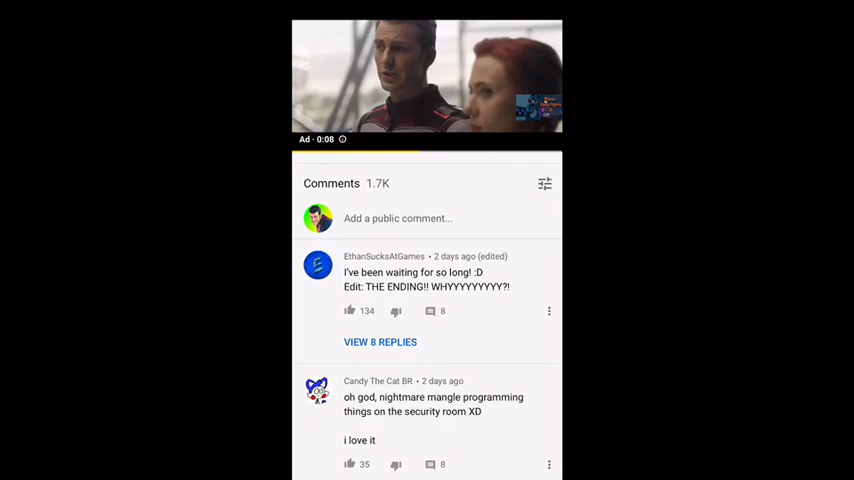 Ad · 0:08
Comments 1.7K
Add a public comment...
EthanSucksAtGames • 2 days ago (edited)
I've been waiting for so long! :D
Edit: THE ENDING!! WHYYYYYYYYY?!
134
8
VIEW 8 REPLIES
Candy The Cat BR • 2 days ago
oh god, nightmare mangle programming
things on the security room XD
i love it
35
8